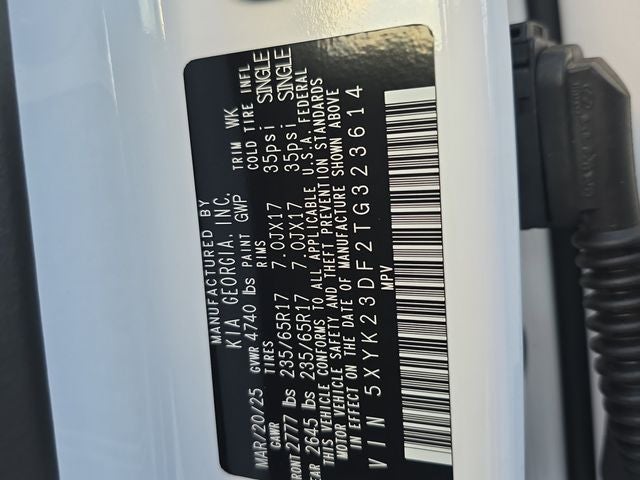 MANUFACTURED BY
KIA GEORGIA, INC.
MAR/20/25 GVWR 4740 lbs PAINT GWP TRIM WK
GAWR TIRES RIMS COLD TIRE INFL
FRONT 2777 lbs 235/65R17 7.0JX17 35psi SINGLE
REAR 2645 lbs 235/65R17 7.0JX17 35psi SINGLE
THIS VEHICLE CONFORMS TO ALL APPLICABLE U.S.A. FEDERAL
MOTOR VEHICLE SAFETY AND THEFT PREVENTION STANDARDS
IN EFFECT ON THE DATE OF MANUFACTURE SHOWN ABOVE
VIN 5XYK23DF2TG323614
MPV